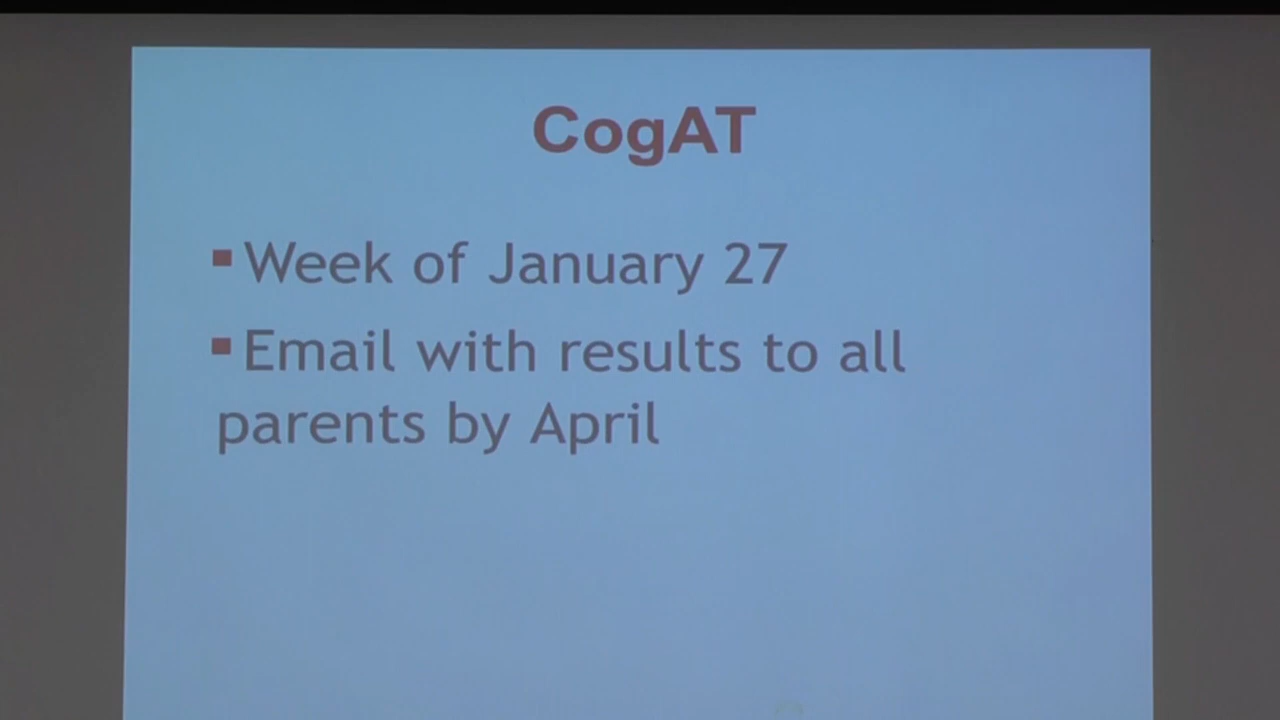 CogAT
▪Week of January 27
▪Email with results to all
parents by April